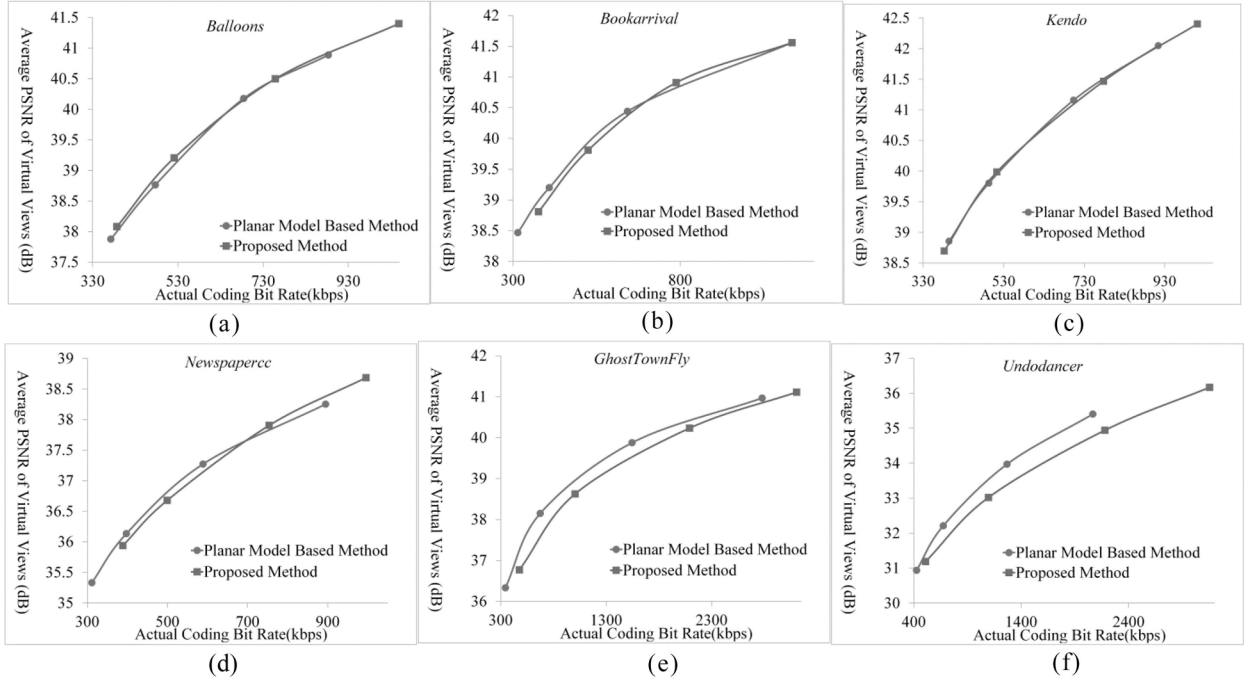 Balloons
Average PSNR of Virtual Views (dB)
41.5
41
40.5
40
39.5
39
38.5
38
37.5
Planar Model Based Method
Proposed Method
330 530 730 930
Actual Coding Bit Rate(kbps)
(a)
Bookarrival
Average PSNR of Virtual Views (dB)
42
41.5
41
40.5
40
39.5
39
38.5
38
Planar Model Based Method
Proposed Method
300 800
Actual Coding Bit Rate(kbps)
(b)
Kendo
Average PSNR of Virtual Views (dB)
42.5
42
41.5
41
40.5
40
39.5
39
38.5
Planar Model Based Method
Proposed Method
330 530 730 930
Actual Coding Bit Rate(kbps)
(c)
Newspapercc
Average PSNR of Virtual Views (dB)
39
38.5
38
37.5
37
36.5
36
35.5
35
Planar Model Based Method
Proposed Method
300 500 700 900
Actual Coding Bit Rate(kbps)
(d)
GhostTownFly
Average PSNR of Virtual Views (dB)
42
41
40
39
38
37
36
Planar Model Based Method
Proposed Method
300 1300 2300
Actual Coding Bit Rate(kbps)
(e)
Undodancer
Average PSNR of Virtual Views (dB)
37
36
35
34
33
32
31
30
Planar Model Based Method
Proposed Method
400 1400 2400
Actual Coding Bit Rate(kbps)
(f)